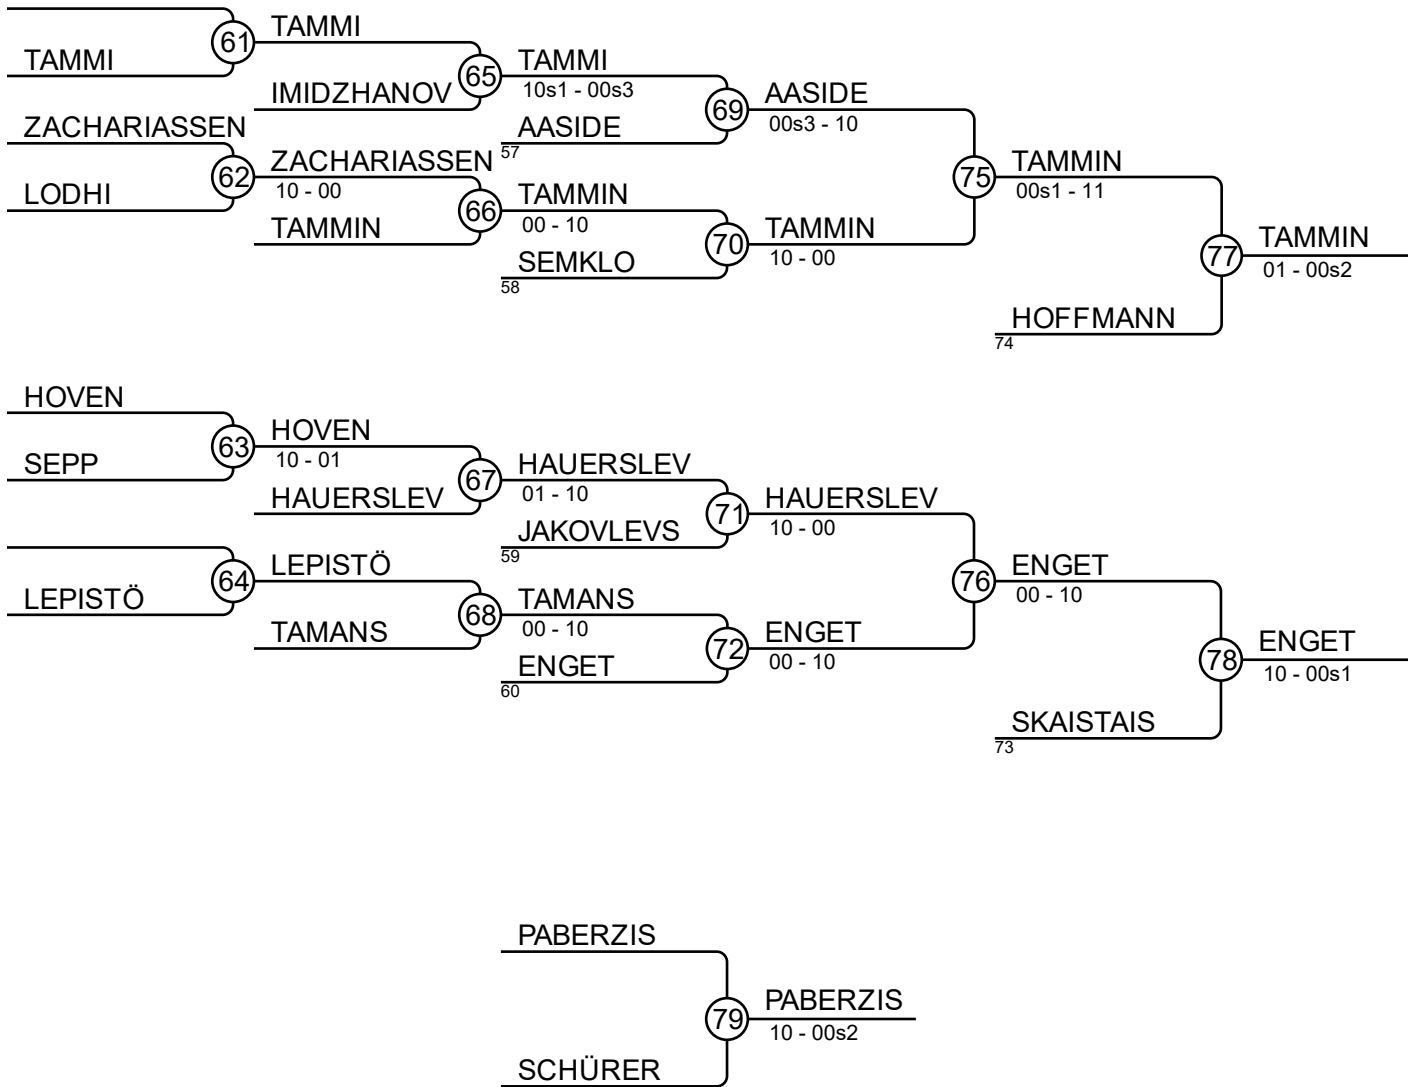 TAMMI
61
TAMMI
IMIDZHANOV
65
TAMMI
10s1 - 00s3
AASIDE
57
69
AASIDE
00s3 - 10
ZACHARIASSEN
LODHI
62
ZACHARIASSEN
10 - 00
TAMMIN
66
TAMMIN
00 - 10
SEMKLO
58
70
TAMMIN
10 - 00
75
TAMMIN
00s1 - 11
HOFFMANN
74
77
TAMMIN
01 - 00s2
HOVEN
SEPP
63
HOVEN
10 - 01
HAUERSLEV
67
HAUERSLEV
01 - 10
JAKOVLEVS
59
71
HAUERSLEV
10 - 00
LEPISTÖ
64
LEPISTÖ
TAMANS
68
TAMANS
00 - 10
ENGET
60
72
ENGET
00 - 10
76
ENGET
00 - 10
SKAISTAIS
73
78
ENGET
10 - 00s1
PABERZIS
SCHÜRER
79
PABERZIS
10 - 00s2